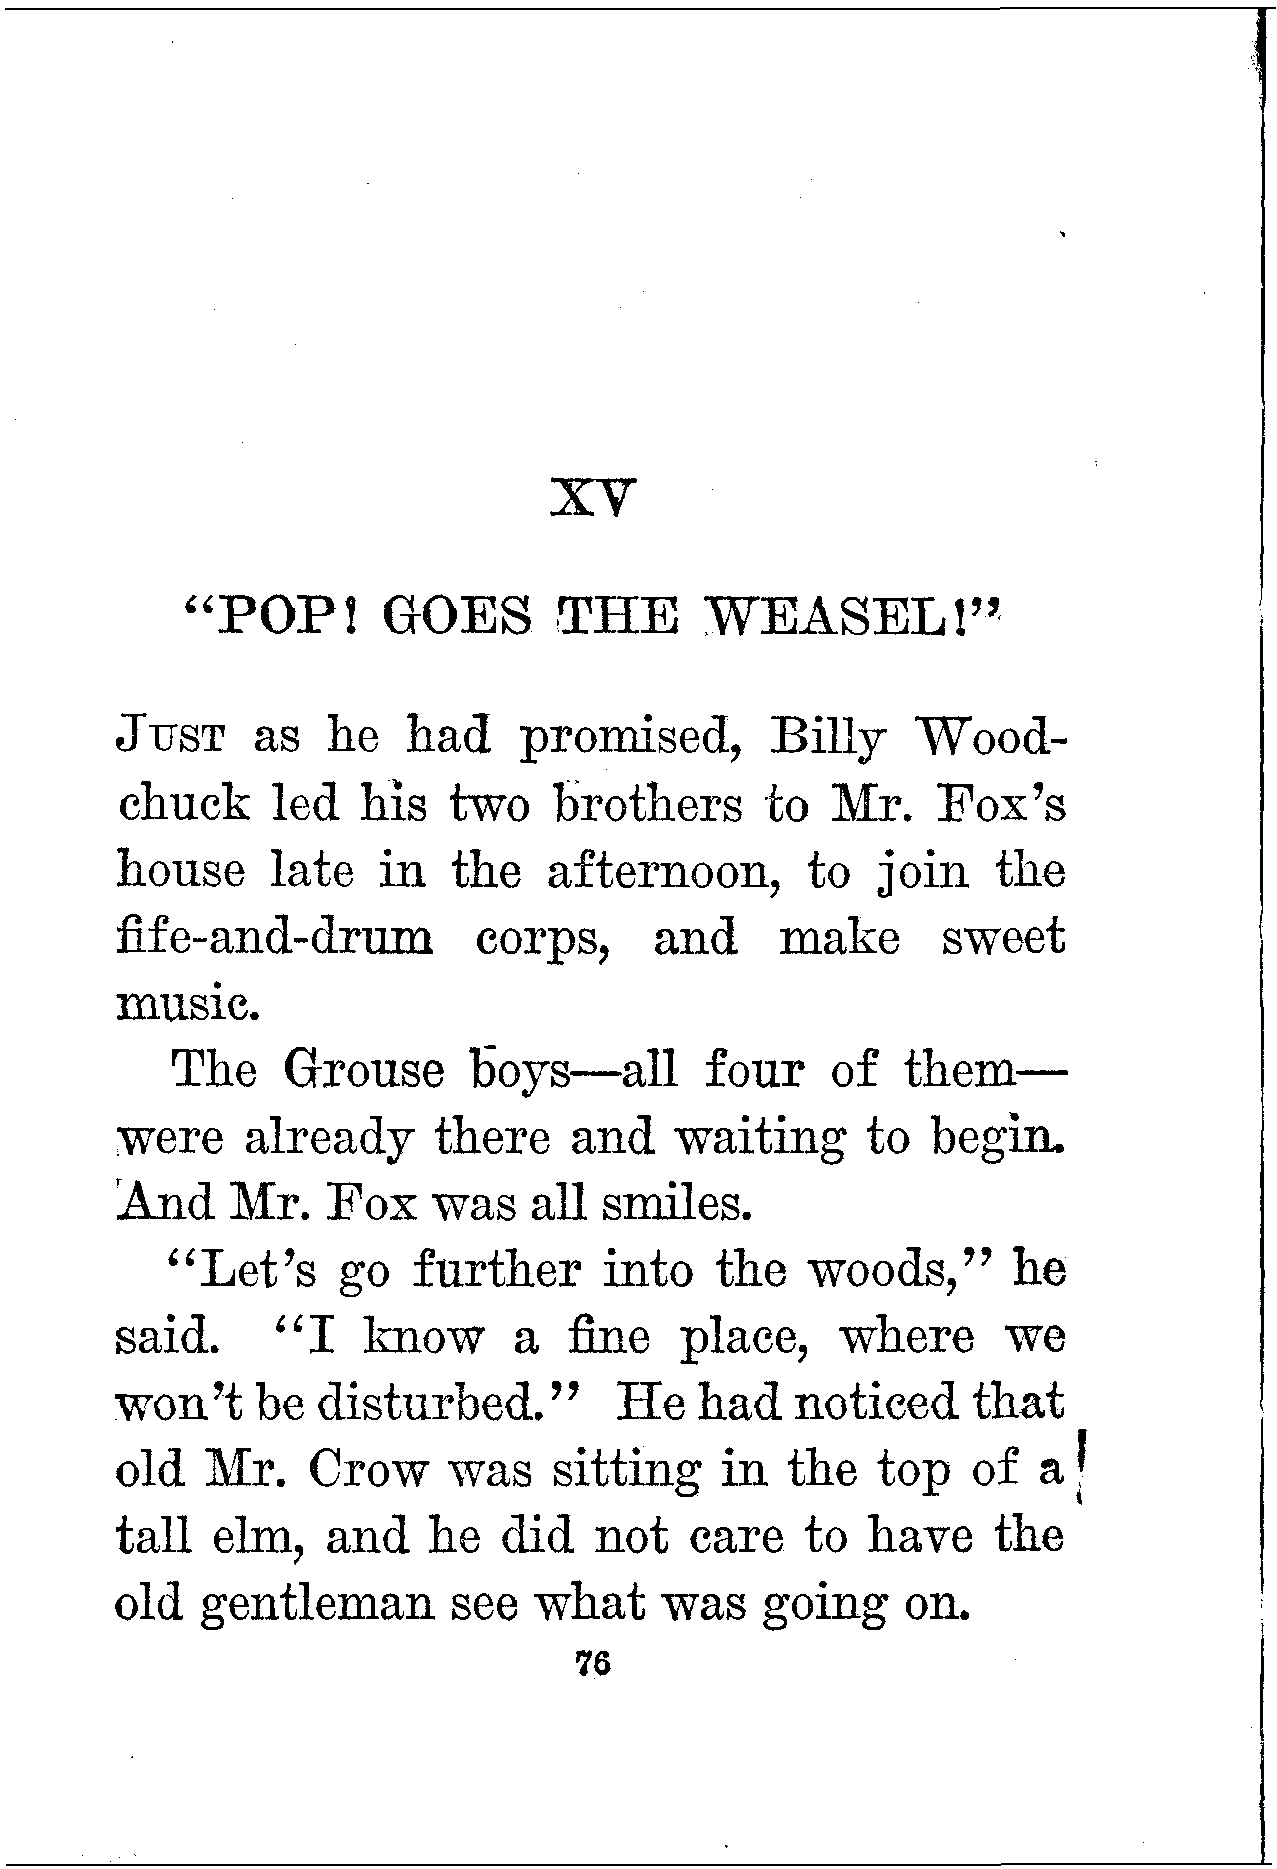 XV
“POP! GOES THE WEASEL!”
JUST as he had promised, Billy Wood-
chuck led his two brothers to Mr. Fox’s
house late in the afternoon, to join the
fife-and-drum corps, and make sweet
music.
The Grouse boys—all four of them—
were already there and waiting to begin.
And Mr. Fox was all smiles.
“Let’s go further into the woods,” he
said. “I know a fine place, where we
won’t be disturbed.” He had noticed that
old Mr. Crow was sitting in the top of a
tall elm, and he did not care to have the
old gentleman see what was going on.
76